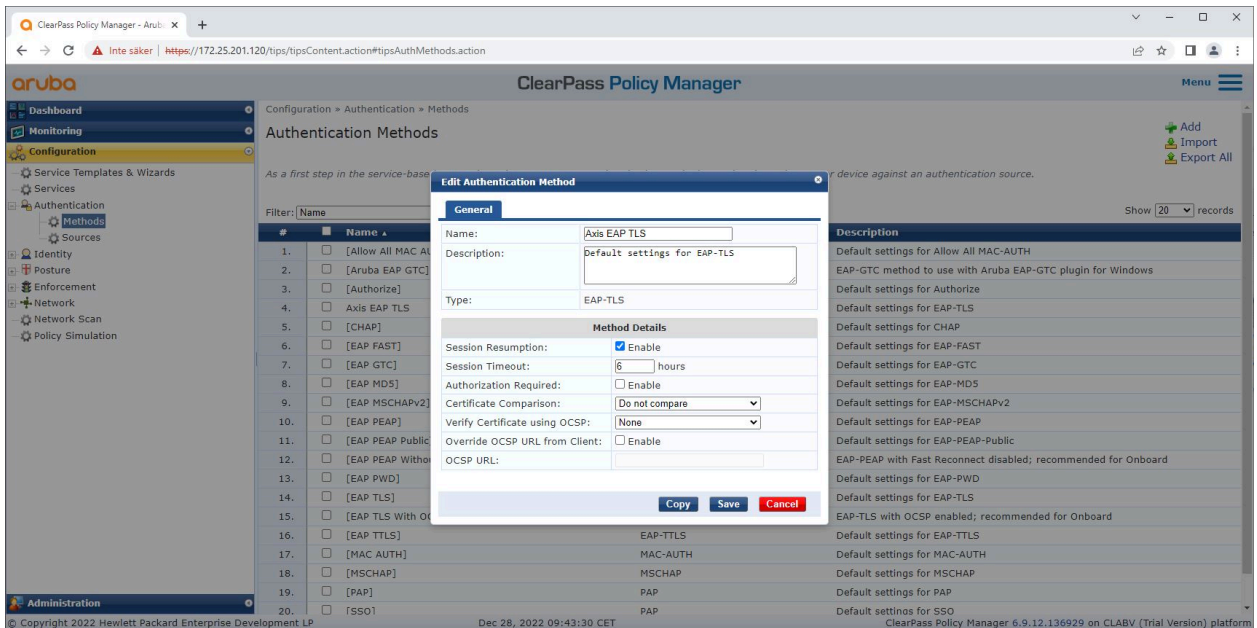 ClearPass Policy Manager - Aruba
Inte säker https://172.25.201.120/tips/tipsContent.action#tipsAuthMethods.action
aruba
ClearPass Policy Manager
Menu
Dashboard
Monitoring
Configuration
Service Templates & Wizards
Services
Authentication
Methods
Sources
Identity
Posture
Enforcement
Network
Network Scan
Policy Simulation
Administration
Configuration » Authentication » Methods
Authentication Methods
Add
Import
Export All
As a first step in the service-base
r device against an authentication source.
Filter: Name
Show 20 records
# Name Description
1. [Allow All MAC AU Default settings for Allow All MAC-AUTH
2. [Aruba EAP GTC] EAP-GTC method to use with Aruba EAP-GTC plugin for Windows
3. [Authorize] Default settings for Authorize
4. Axis EAP TLS Default settings for EAP-TLS
5. [CHAP] Default settings for CHAP
6. [EAP FAST] Default settings for EAP-FAST
7. [EAP GTC] Default settings for EAP-GTC
8. [EAP MD5] Default settings for EAP-MD5
9. [EAP MSCHAPv2] Default settings for EAP-MSCHAPv2
10. [EAP PEAP] Default settings for EAP-PEAP
11. [EAP PEAP Public Default settings for EAP-PEAP-Public
12. [EAP PEAP Witho EAP-PEAP with Fast Reconnect disabled; recommended for Onboard
13. [EAP PWD] Default settings for EAP-PWD
14. [EAP TLS] Default settings for EAP-TLS
15. [EAP TLS With OC EAP-TLS with OCSP enabled; recommended for Onboard
16. [EAP TTLS] EAP-TTLS Default settings for EAP-TTLS
17. [MAC AUTH] MAC-AUTH Default settings for MAC-AUTH
18. [MSCHAP] MSCHAP Default settings for MSCHAP
19. [PAP] PAP Default settings for PAP
20. [SSO] PAP Default settings for SSO
Edit Authentication Method
General
Name: Axis EAP TLS
Description: Default settings for EAP-TLS
Type: EAP-TLS
Method Details
Session Resumption: Enable
Session Timeout: 6 hours
Authorization Required: Enable
Certificate Comparison: Do not compare
Verify Certificate using OCSP: None
Override OCSP URL from Client: Enable
OCSP URL:
Copy Save Cancel
© Copyright 2022 Hewlett Packard Enterprise Development LP Dec 28, 2022 09:43:30 CET ClearPass Policy Manager 6.9.12.136929 on CLABV (Trial Version) platform